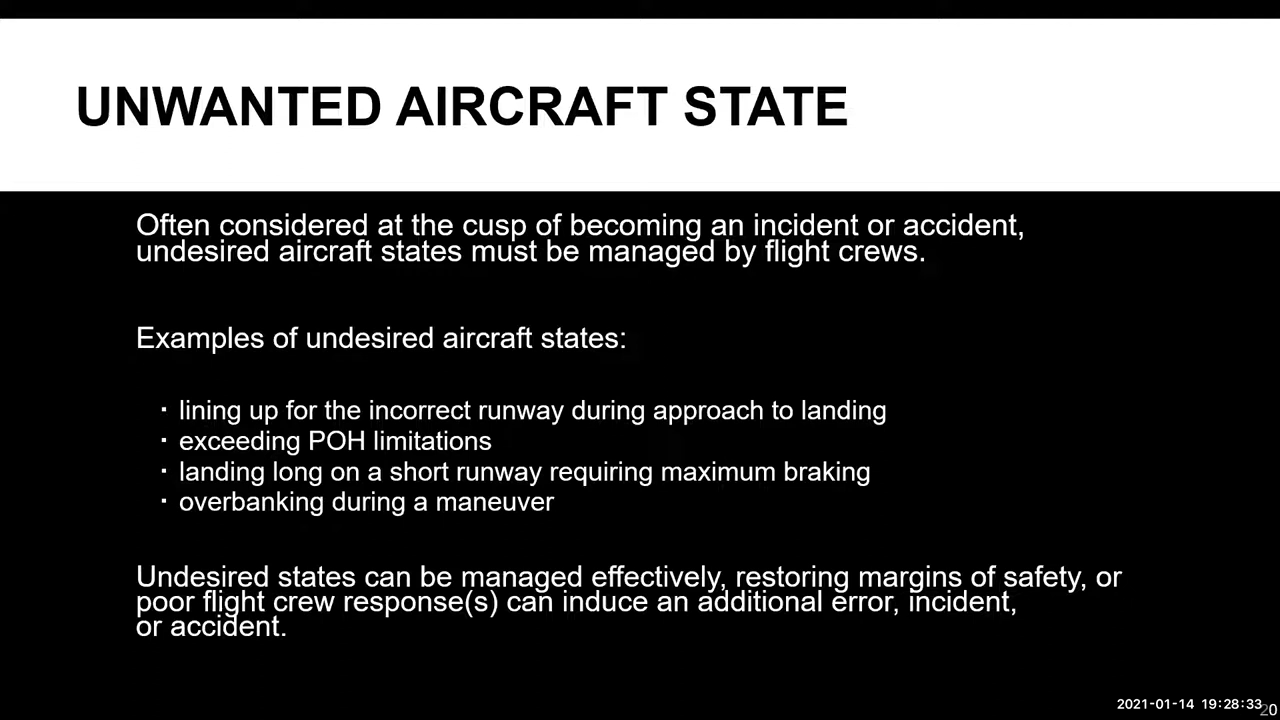 UNWANTED AIRCRAFT STATE
Often considered at the cusp of becoming an incident or accident,
undesired aircraft states must be managed by flight crews.
Examples of undesired aircraft states:
▪ lining up for the incorrect runway during approach to landing
▪ exceeding POH limitations
▪ landing long on a short runway requiring maximum braking
▪ overbanking during a maneuver
Undesired states can be managed effectively, restoring margins of safety, or
poor flight crew response(s) can induce an additional error, incident,
or accident.
2021-01-14 19:28:33
20